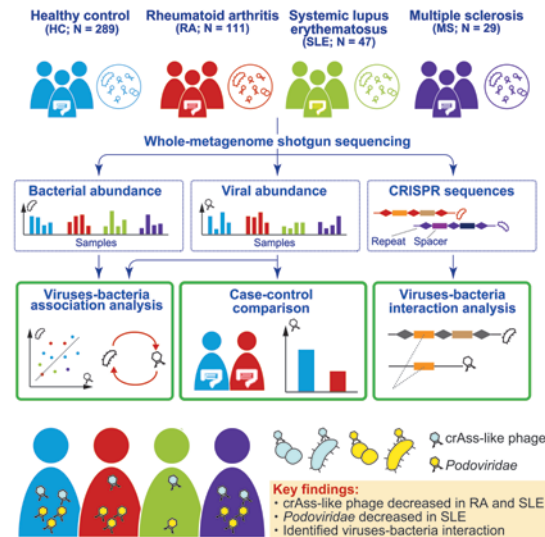 Healthy control
(HC; N = 289)
Rheumatoid arthritis
(RA; N = 111)
Systemic lupus
erythematosus
(SLE; N = 47)
Multiple sclerosis
(MS; N = 29)
Whole-metagenome shotgun sequencing
Bacterial abundance
Samples
Viral abundance
Samples
CRISPR sequences
Repeat
Spacer
Viruses-bacteria
association analysis
Case-control
comparison
Viruses-bacteria
interaction analysis
crAss-like phage
Podoviridae
Key findings:
• crAss-like phage decreased in RA and SLE
• Podoviridae decreased in SLE
• Identified viruses-bacteria interaction